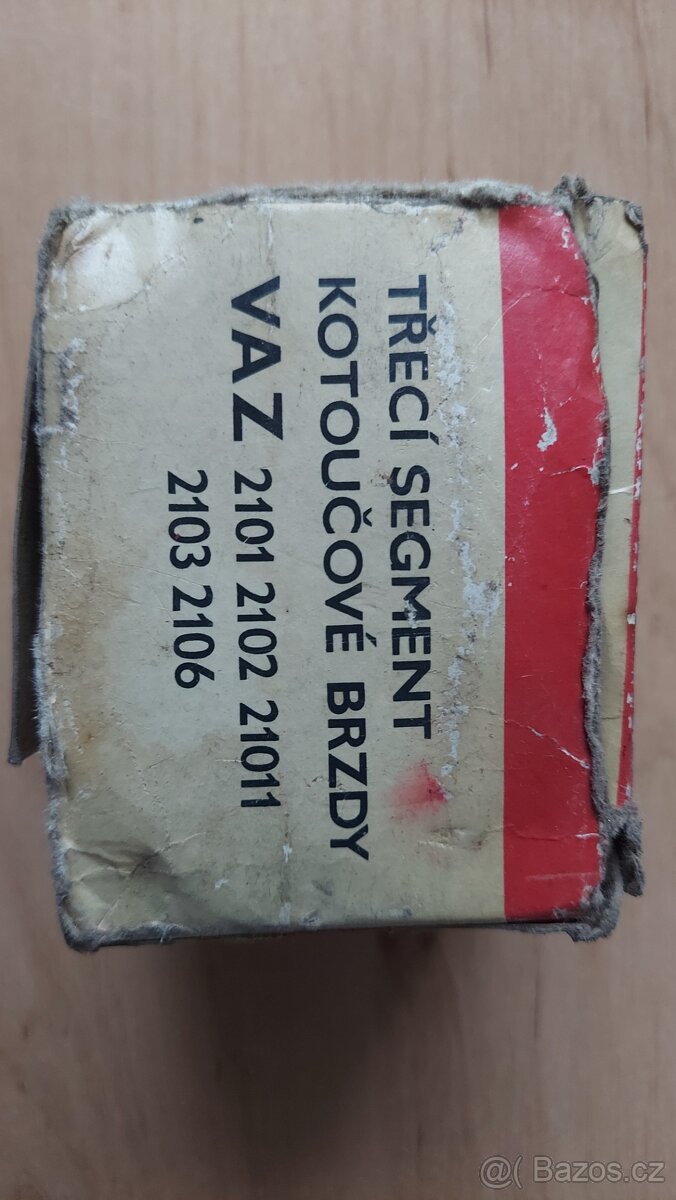 TŘECÍ SEGMENT
KOTOUČOVÉ BRZDY
VAZ 2101 2102 21011
2103 2106
@( Bazos.cz